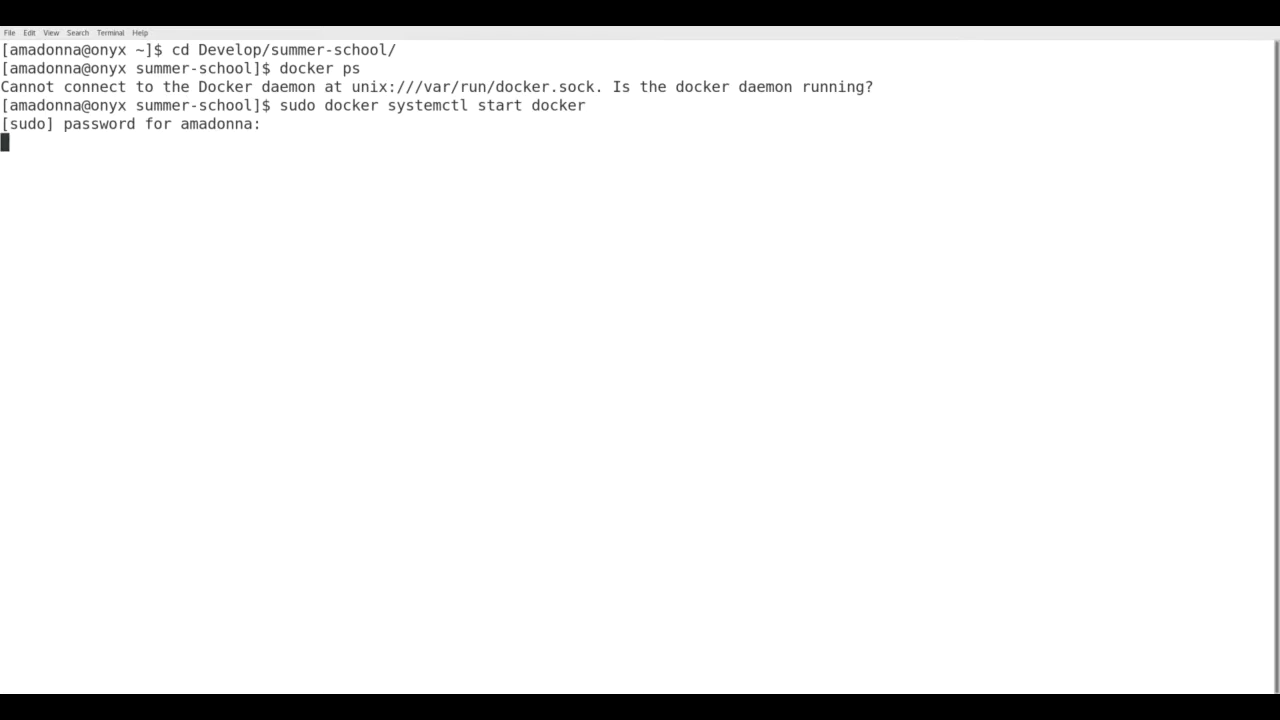 File Edit View Search Terminal Help
[amadonna@onyx ~]$ cd Develop/summer-school/
[amadonna@onyx summer-school]$ docker ps
Cannot connect to the Docker daemon at unix:///var/run/docker.sock. Is the docker daemon running?
[amadonna@onyx summer-school]$ sudo docker systemctl start docker
[sudo] password for amadonna: